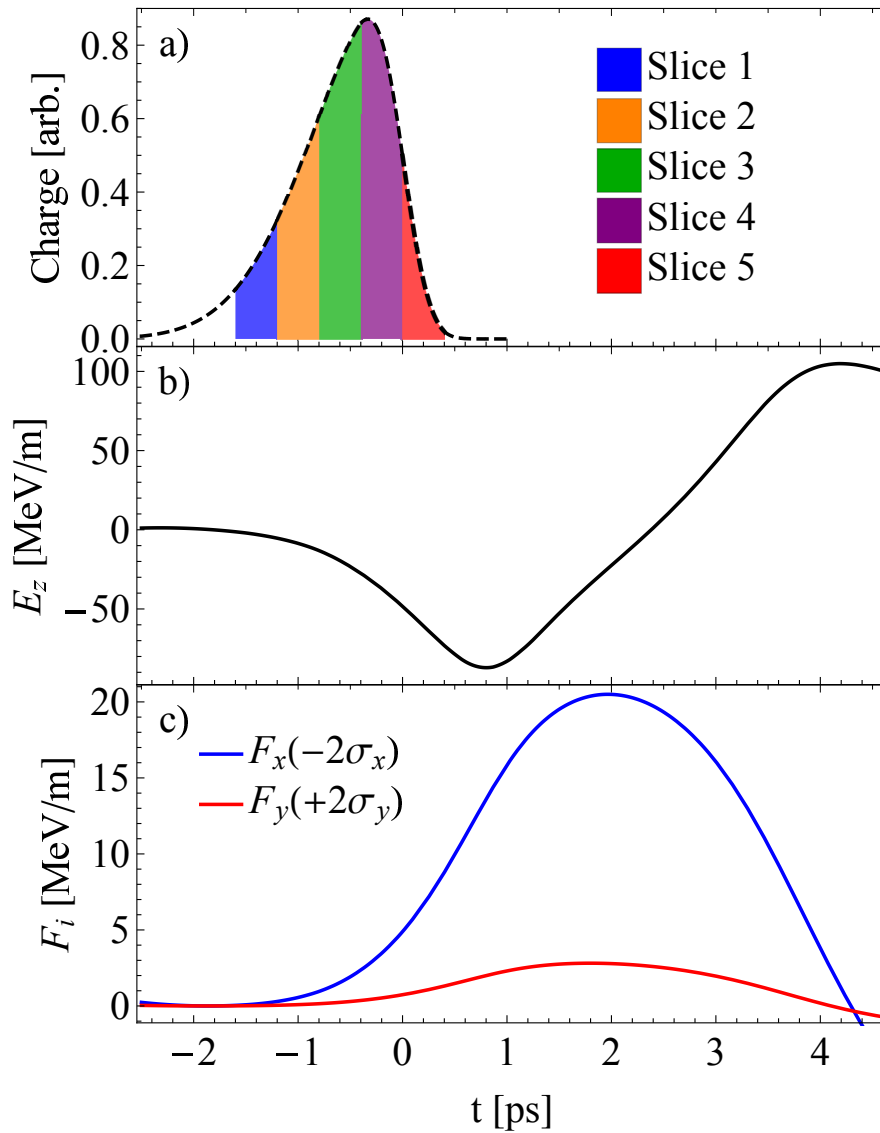 a)
Slice 1
Slice 2
Slice 3
Slice 4
Slice 5
Charge [arb.]
0.8
0.6
0.4
0.2
0.0
b)
E_z [MeV/m]
100
50
0
−50
c)
F_x(−2σ_x)
F_y(+2σ_y)
F_i [MeV/m]
20
15
10
5
0
−2 −1 0 1 2 3 4
t [ps]